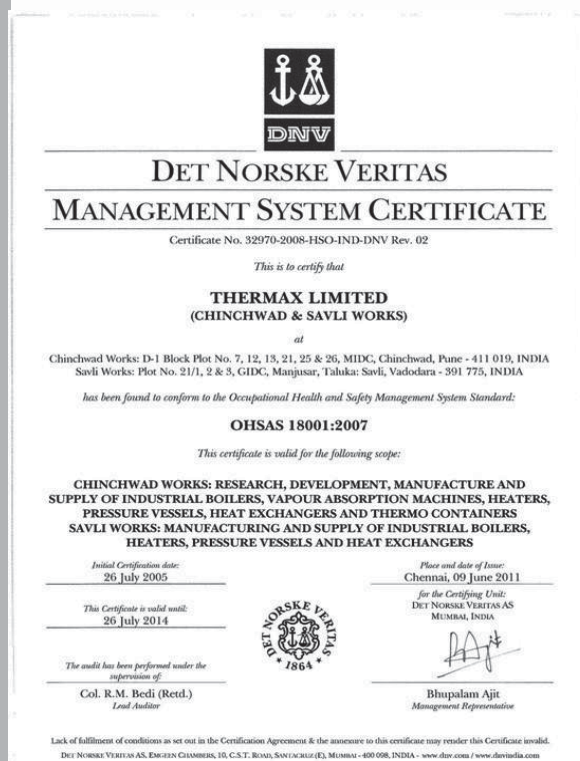 DNV
DET NORSKE VERITAS
MANAGEMENT SYSTEM CERTIFICATE
Certificate No. 32970-2008-HSO-IND-DNV Rev. 02
This is to certify that
THERMAX LIMITED
(CHINCHWAD & SAVLI WORKS)
at
Chinchwad Works: D-1 Block Plot No. 7, 12, 13, 21, 25 & 26, MIDC, Chinchwad, Pune - 411 019, INDIA
Savli Works: Plot No. 21/1, 2 & 3, GIDC, Manjusar, Taluka: Savli, Vadodara - 391 775, INDIA
has been found to conform to the Occupational Health and Safety Management System Standard:
OHSAS 18001:2007
This certificate is valid for the following scope:
CHINCHWAD WORKS: RESEARCH, DEVELOPMENT, MANUFACTURE AND
SUPPLY OF INDUSTRIAL BOILERS, VAPOUR ABSORPTION MACHINES, HEATERS,
PRESSURE VESSELS, HEAT EXCHANGERS AND THERMO CONTAINERS
SAVLI WORKS: MANUFACTURING AND SUPPLY OF INDUSTRIAL BOILERS,
HEATERS, PRESSURE VESSELS AND HEAT EXCHANGERS
Initial Certification date:
26 July 2005
Place and date of Issue:
Chennai, 09 June 2011
This Certificate is valid until:
26 July 2014
for the Certifying Unit:
DET NORSKE VERITAS AS
MUMBAI, INDIA
DET NORSKE VERITAS
1864
The audit has been performed under the
supervision of:
Col. R.M. Bedi (Retd.)
Lead Auditor
Bhupalam Ajit
Management Representative
Lack of fulfilment of conditions as set out in the Certification Agreement & the annexure to this certificate may render this Certificate invalid.
DET NORSKE VERITAS AS, EMGEEN CHAMBERS, 10, C.S.T. ROAD, SANTACRUZ (E), MUMBAI - 400 098, INDIA - www.dnv.com / www.dnvindia.com